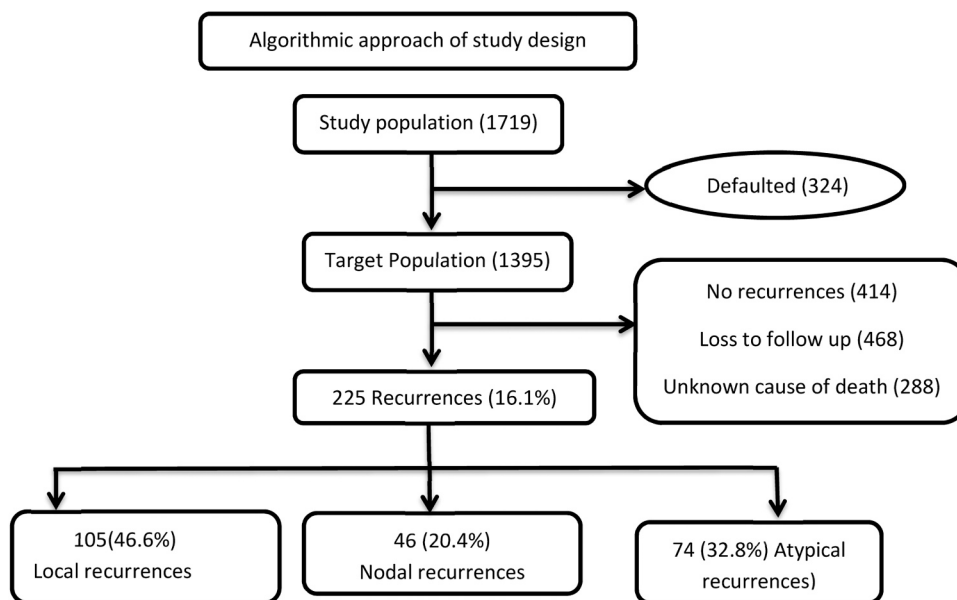 Algorithmic approach of study design
Study population (1719)
Defaulted (324)
Target Population (1395)
No recurrences (414)
Loss to follow up (468)
Unknown cause of death (288)
225 Recurrences (16.1%)
105(46.6%)
Local recurrences
46 (20.4%)
Nodal recurrences
74 (32.8%) Atypical
recurrences)